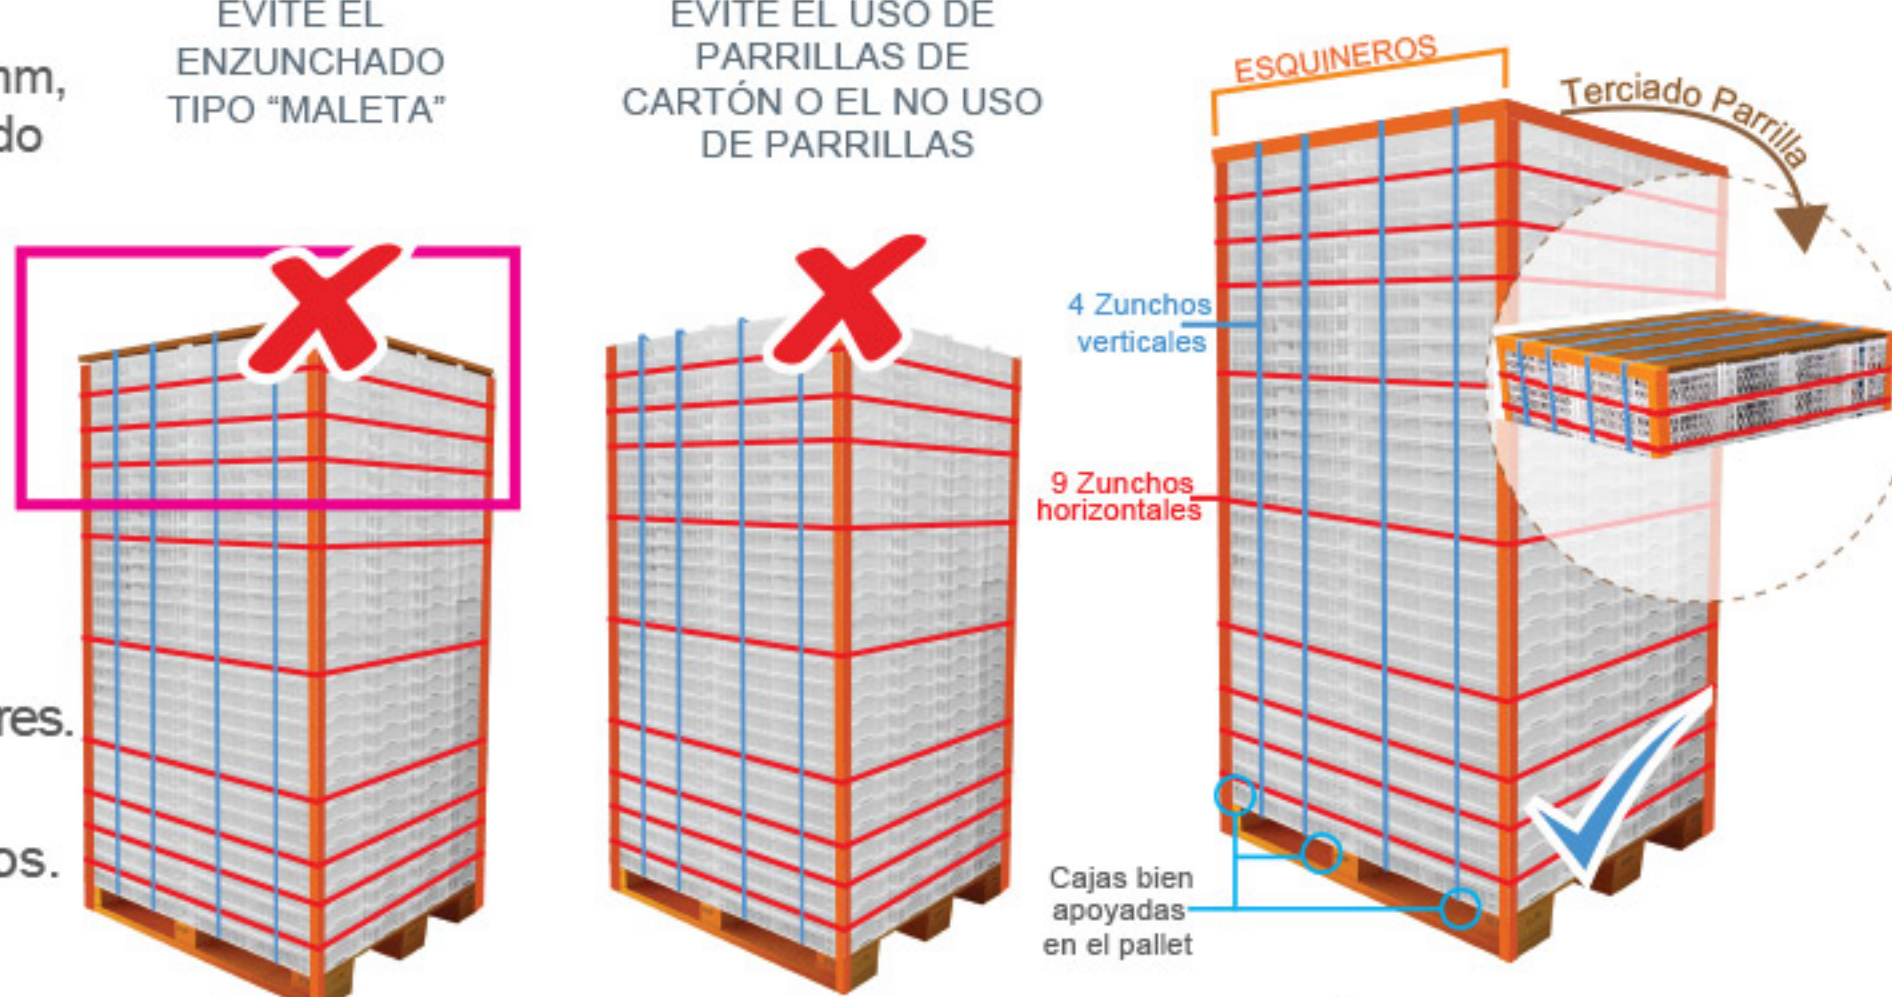 EVITE EL
ENZUNCHADO
TIPO “MALETA”
EVITE EL USO DE
PARRILLAS DE
CARTÓN O EL NO USO
DE PARRILLAS
ESQUINEROS
Terciado Parrilla
4 Zunchos
verticales
9 Zunchos
horizontales
Cajas bien
apoyadas
en el pallet